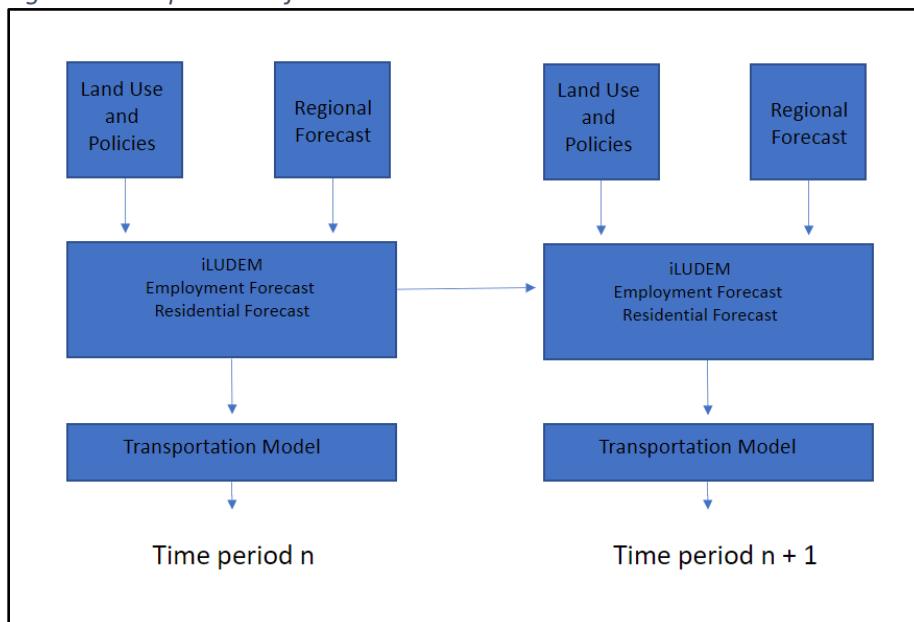 Land Use
and
Policies
Regional
Forecast
iLUDEM
Employment Forecast
Residential Forecast
Transportation Model
Time period n
Land Use
and
Policies
Regional
Forecast
iLUDEM
Employment Forecast
Residential Forecast
Transportation Model
Time period n + 1